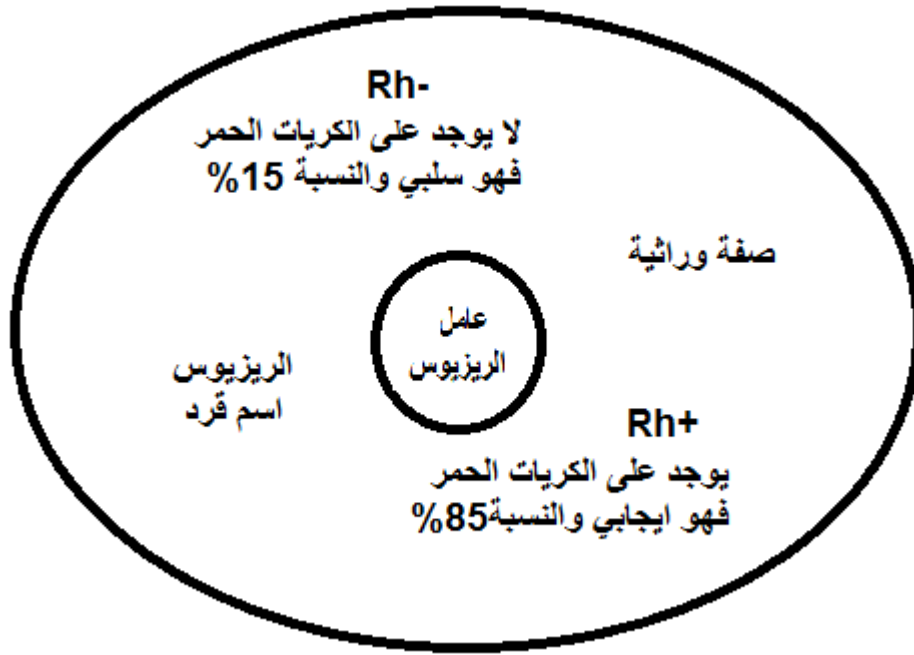 Rh-
لا يوجد على الكريات الحمر
فهو سلبي والنسبة 15%
صفة وراثية
عامل
الريزيوس
الريزيوس
اسم قرد
Rh+
يوجد على الكريات الحمر
فهو ايجابي والنسبة85%